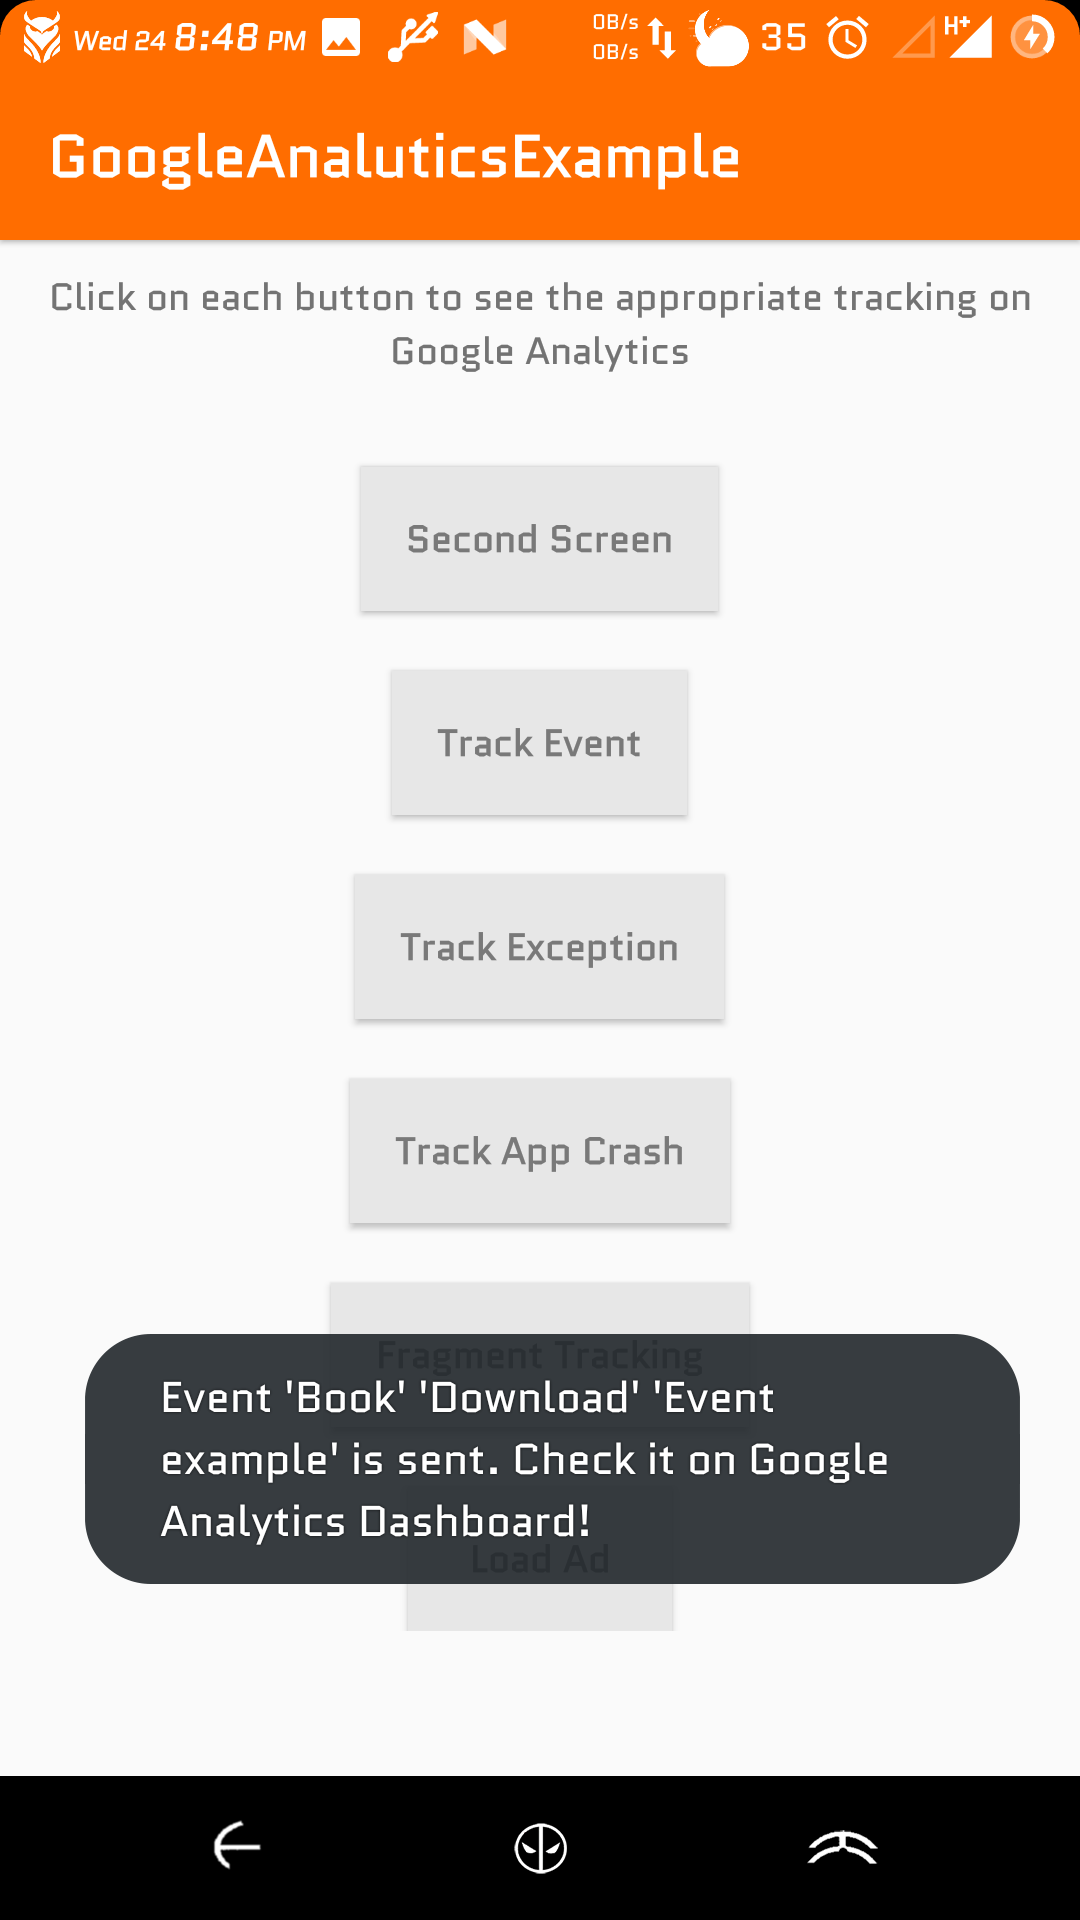 Wed 24 8:48 PM
0B/s
0B/s
35
H+
GoogleAnaluticsExample
Click on each button to see the appropriate tracking on
Google Analytics
Second Screen
Track Event
Track Exception
Track App Crash
Fragment Tracking
Event 'Book' 'Download' 'Event
example' is sent. Check it on Google
Analytics Dashboard!
Load Ad